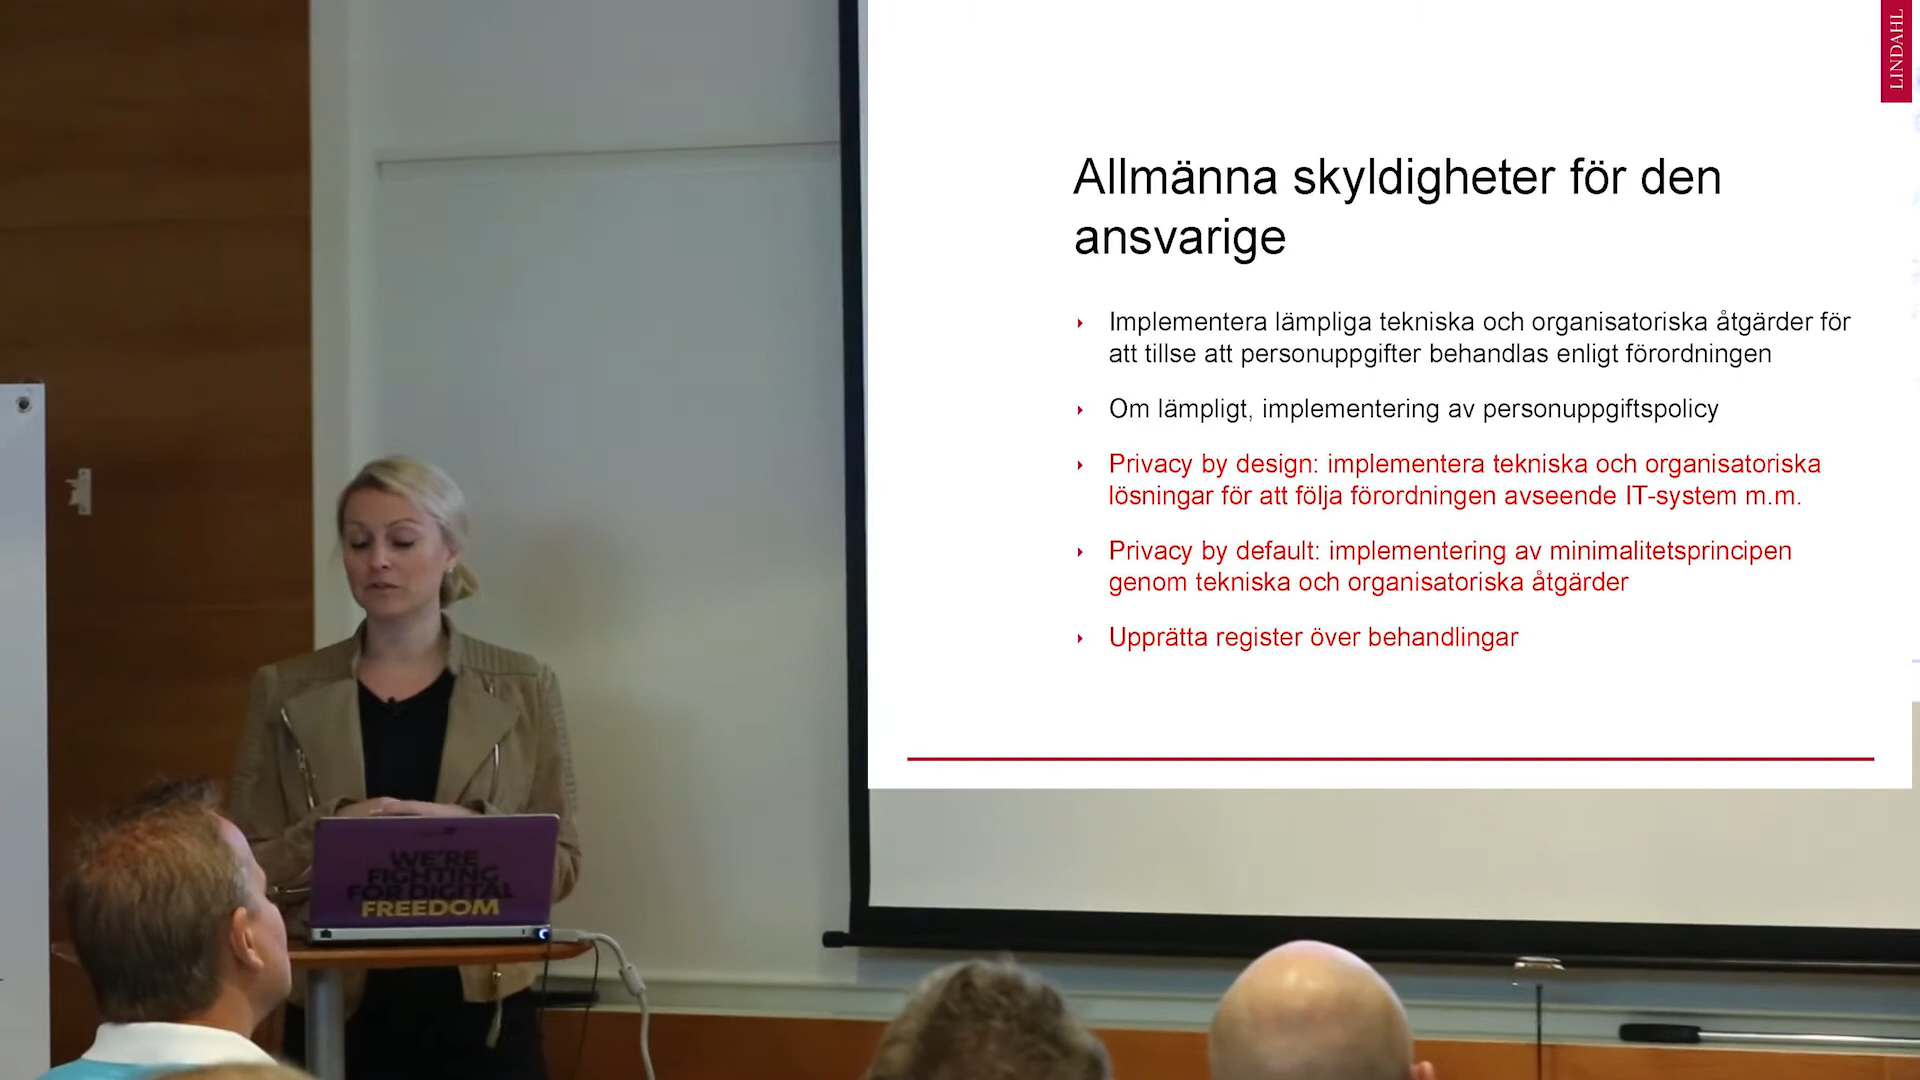 LINDAHL
Allmänna skyldigheter för den
ansvarige
Implementera lämpliga tekniska och organisatoriska åtgärder för
att tillse att personuppgifter behandlas enligt förordningen
Om lämpligt, implementering av personuppgiftspolicy
Privacy by design: implementera tekniska och organisatoriska
lösningar för att följa förordningen avseende IT-system m.m.
Privacy by default: implementering av minimalitetsprincipen
genom tekniska och organisatoriska åtgärder
Upprätta register över behandlingar
WE'RE
FIGHTING
FOR DIGITAL
FREEDOM